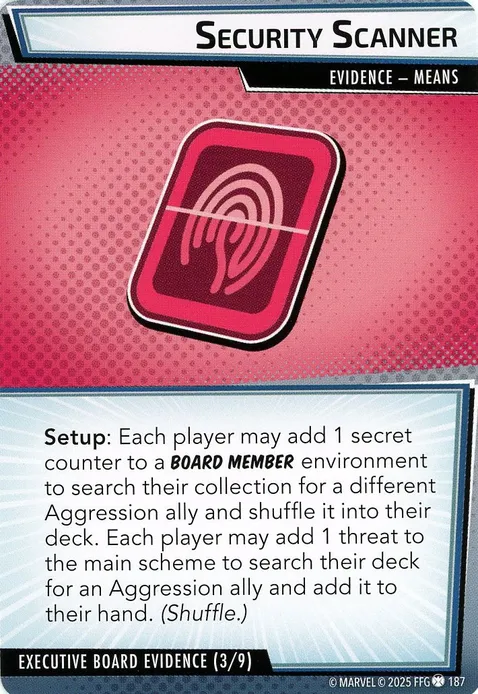 SECURITY SCANNER
EVIDENCE – MEANS
Setup: Each player may add 1 secret
counter to a BOARD MEMBER environment
to search their collection for a different
Aggression ally and shuffle it into their
deck. Each player may add 1 threat to
the main scheme to search their deck
for an Aggression ally and add it to
their hand. (Shuffle.)
EXECUTIVE BOARD EVIDENCE (3/9)
© MARVEL © 2025 FFG 187